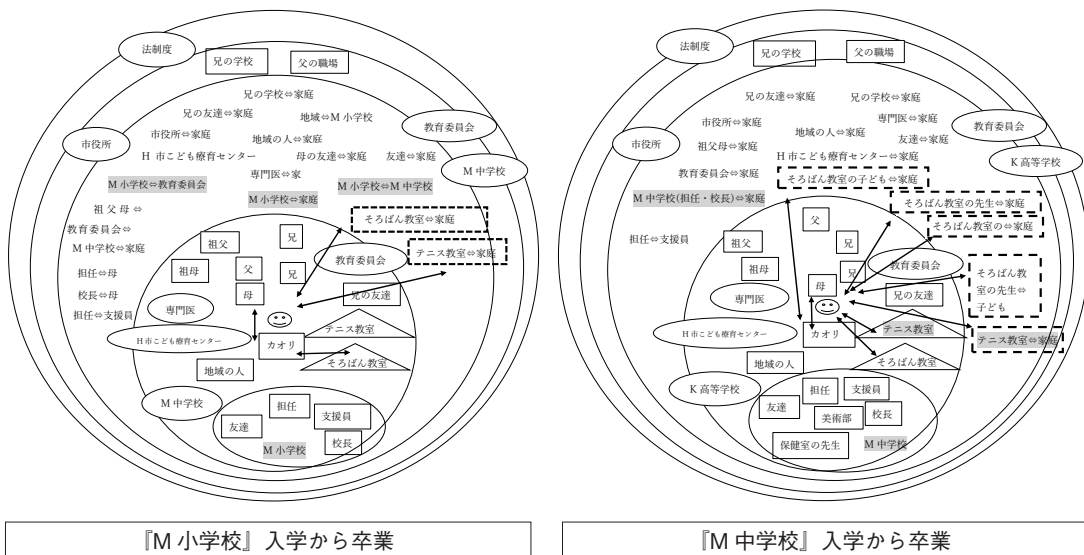 法制度
兄の学校
父の職場
兄の学校⇔家庭
兄の友達⇔家庭
地域⇔M 小学校
市役所⇔家庭
地域の人⇔家庭
教育委員会
市役所
H 市こども療育センター
母の友達⇔家庭
友達⇔家庭
M 中学校
専門医⇔家
M 小学校⇔教育委員会
M 小学校⇔家庭
M 小学校⇔M 中学校
祖 父 母 ⇔
教育委員会⇔
M 中学校⇔家庭
そろばん教室⇔家庭
テニス教室⇔家庭
担任⇔母
校長⇔母
担任⇔支援員
祖父
兄
祖母
父
兄
教育委員会
母
兄の友達
専門医
テニス教室
H 市こども療育センター
カオリ
そろばん教室
地域の人
M 中学校
担任
支援員
友達
校長
M 小学校
『M 小学校』入学から卒業
法制度
兄の学校
父の職場
兄の友達⇔家庭
兄の学校⇔家庭
市役所⇔家庭
専門医⇔家庭
地域の人⇔家庭
教育委員会
市役所
祖父母⇔家庭
友達⇔家庭
H 市こども療育センター⇔家庭
K 高等学校
教育委員会⇔家庭
そろばん教室の子ども⇔家庭
M 中学校(担任・校長)⇔家庭
そろばん教室の先生⇔家庭
そろばん教室の⇔家庭
担任⇔支援員
父
祖父
兄
祖母
兄
教育委員会
そろばん教
室の先生⇔
子ども
母
専門医
兄の友達
H 市こども療育センター
カオリ
テニス教室
テニス教室⇔家庭
そろばん教室
地域の人
K 高等学校
担任
支援員
友達
美術部
校長
保健室の先生
M 中学校
『M 中学校』入学から卒業